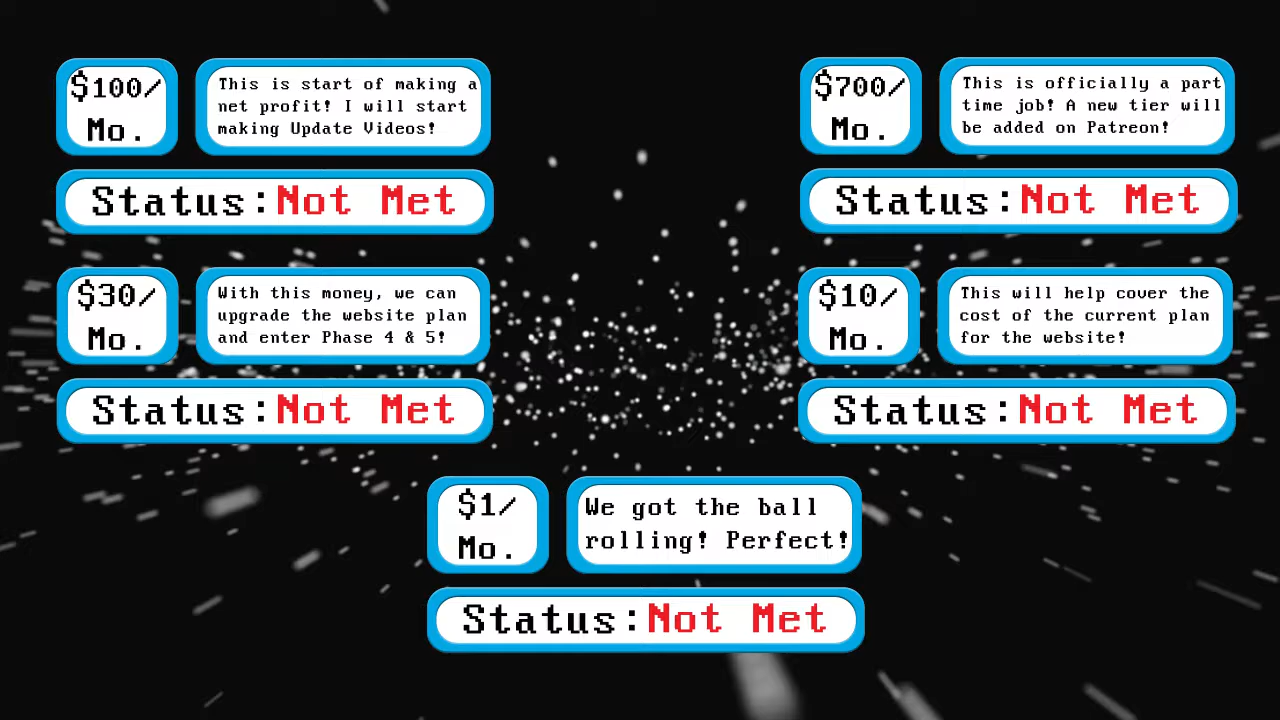 $100/
Mo.
This is start of making a
net profit! I will start
making Update Videos!
Status:Not Met
$700/
Mo.
This is officially a part
time job! A new tier will
be added on Patreon!
Status:Not Met
$30/
Mo.
With this money, we can
upgrade the website plan
and enter Phase 4 & 5!
Status:Not Met
$10/
Mo.
This will help cover the
cost of the current plan
for the website!
Status:Not Met
$1/
Mo.
We got the ball
rolling! Perfect!
Status:Not Met